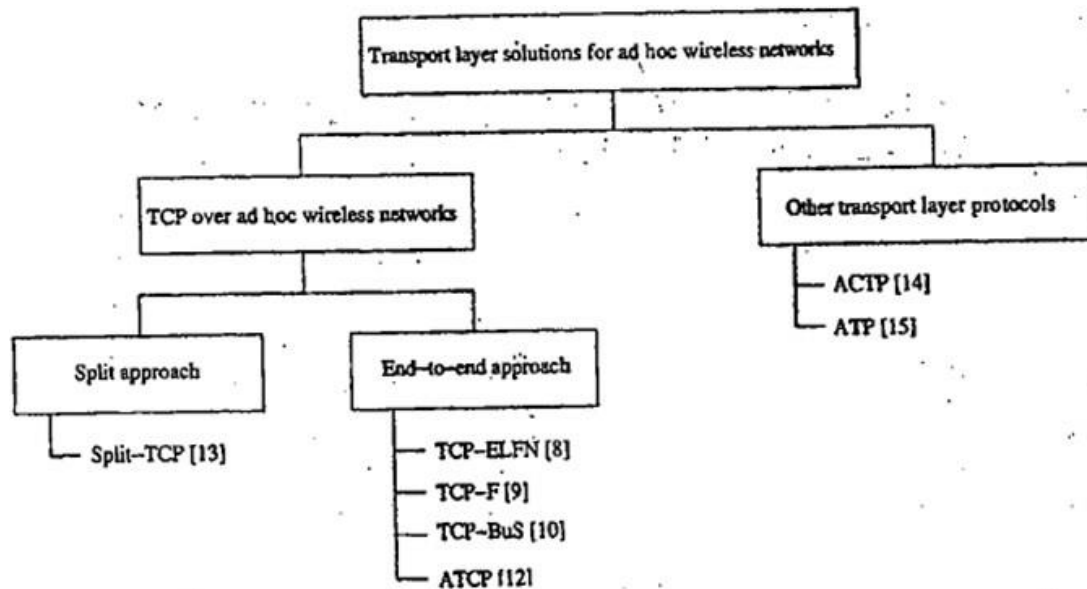 Transport layer solutions for ad hoc wireless networks
TCP over ad hoc wireless networks
Other transport layer protocols
ACTP [14]
ATP [15]
Split approach
End-to-end approach
Split-TCP [13]
TCP-ELFN [8]
TCP-F [9]
TCP-BuS [10]
ATCP [12]